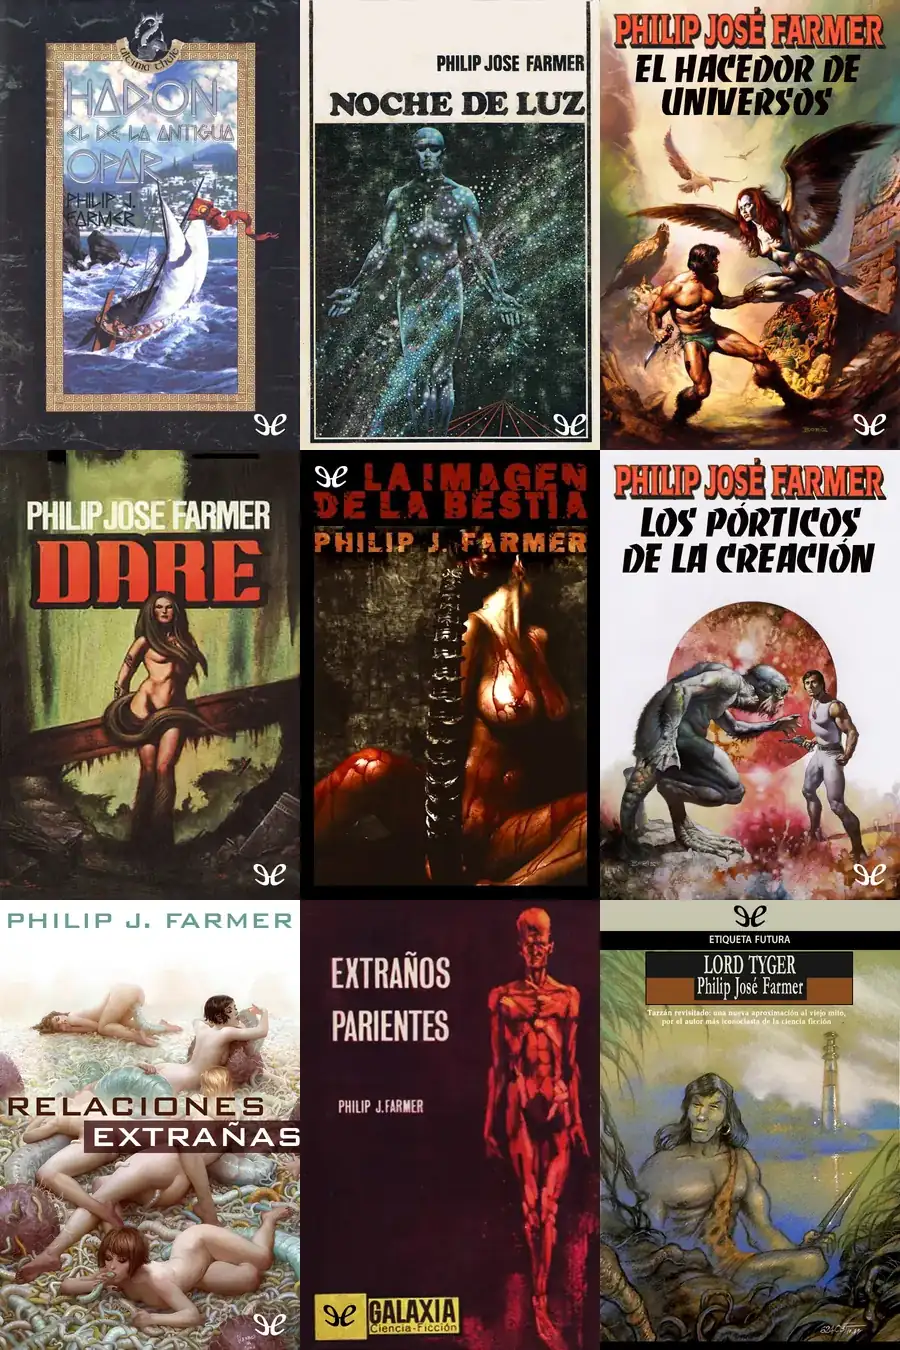 última thule
HADON
EL DE LA ANTIGUA
OPAR
PHILIP J.
FARMER
PHILIP JOSE FARMER
NOCHE DE LUZ
PHILIP JOSÉ FARMER
EL HACEDOR DE
UNIVERSOS
PHILIP JOSÉ FARMER
DARE
LA IMAGEN
DE LA BESTIA
PHILIP J. FARMER
PHILIP JOSÉ FARMER
LOS PÓRTICOS
DE LA CREACIÓN
PHILIP J. FARMER
RELACIONES
EXTRAÑAS
EXTRAÑOS
PARIENTES
PHILIP J. FARMER
GALAXIA
Ciencia-Ficción
ETIQUETA FUTURA
LORD TYGER
Philip José Farmer
Tarzán revisitado: una nueva aproximación al viejo mito,
por el autor más iconoclasta de la ciencia ficción